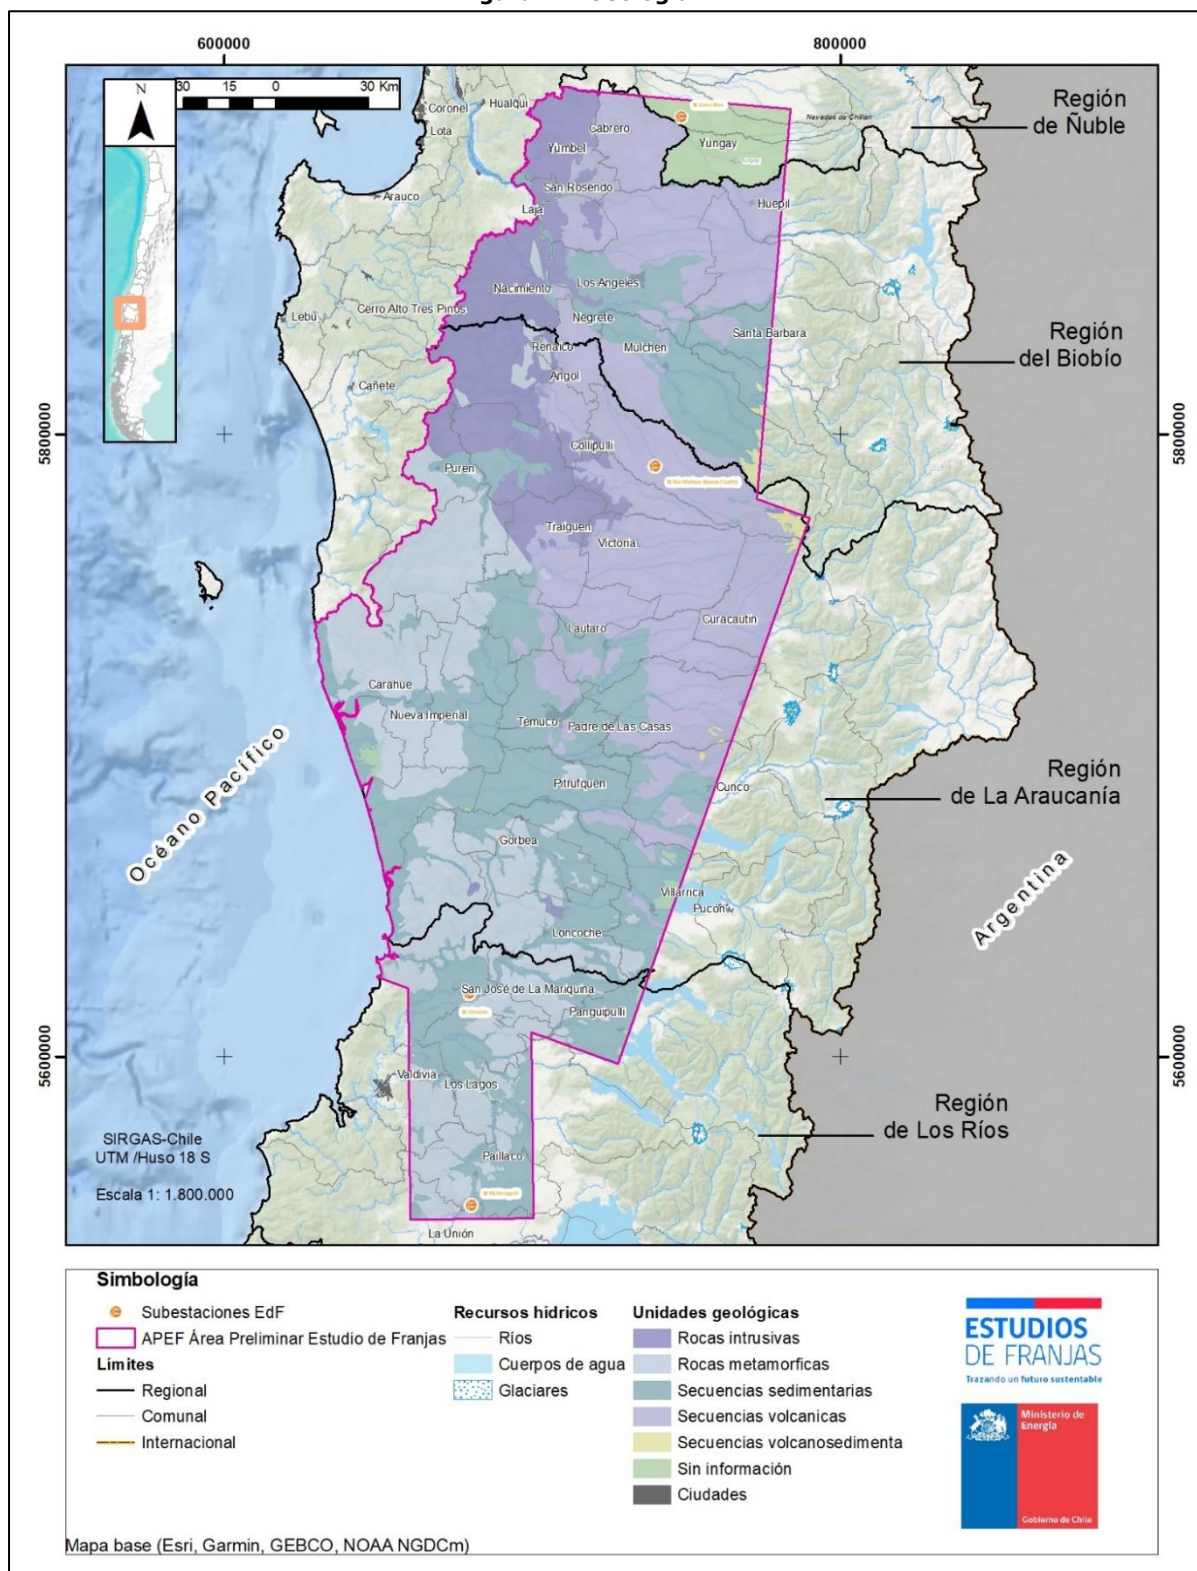 600000
800000
N
30 15 0 30 Km
Coronel
Hualqui
Lota
Cabrero
Yumbel
Yungay
Nevados de Chillán
Región
de Ñuble
San Rosendo
Arauco
Laja
Huepil
Nacimiento
Los Angeles
Cerro Alto Tres Pinos
Lebú
Negrete
Santa Barbara
Renaico
Mulchen
Región
del Biobío
Angol
Cañete
5800000
5800000
Collipulli
Puren
Traiguen
Victoria
Curacautín
Lautaro
Carahue
Nueva Imperial
Temuco
Padre de Las Casas
Océano Pacífico
Pitrufquén
Cunco
Región
de La Araucanía
Gorbea
Villarrica
Pucón
Argentina
Loncoche
San José de La Mariquina
Panguipulli
5600000
5600000
Valdivia
Los Lagos
Región
de Los Ríos
SIRGAS-Chile
UTM /Huso 18 S
Paillaco
Escala 1: 1.800.000
La Unión
Simbología
Subestaciones EdF
APEF Área Preliminar Estudio de Franjas
Límites
Regional
Comunal
Internacional
Recursos hídricos
Ríos
Cuerpos de agua
Glaciares
Unidades geológicas
Rocas intrusivas
Rocas metamorficas
Secuencias sedimentarias
Secuencias volcanicas
Secuencias volcanosedimenta
Sin información
Ciudades
ESTUDIOS
DE FRANJAS
Trazando un futuro sustentable
Ministerio de
Energía
Gobierno de Chile
Mapa base (Esri, Garmin, GEBCO, NOAA NGDCm)